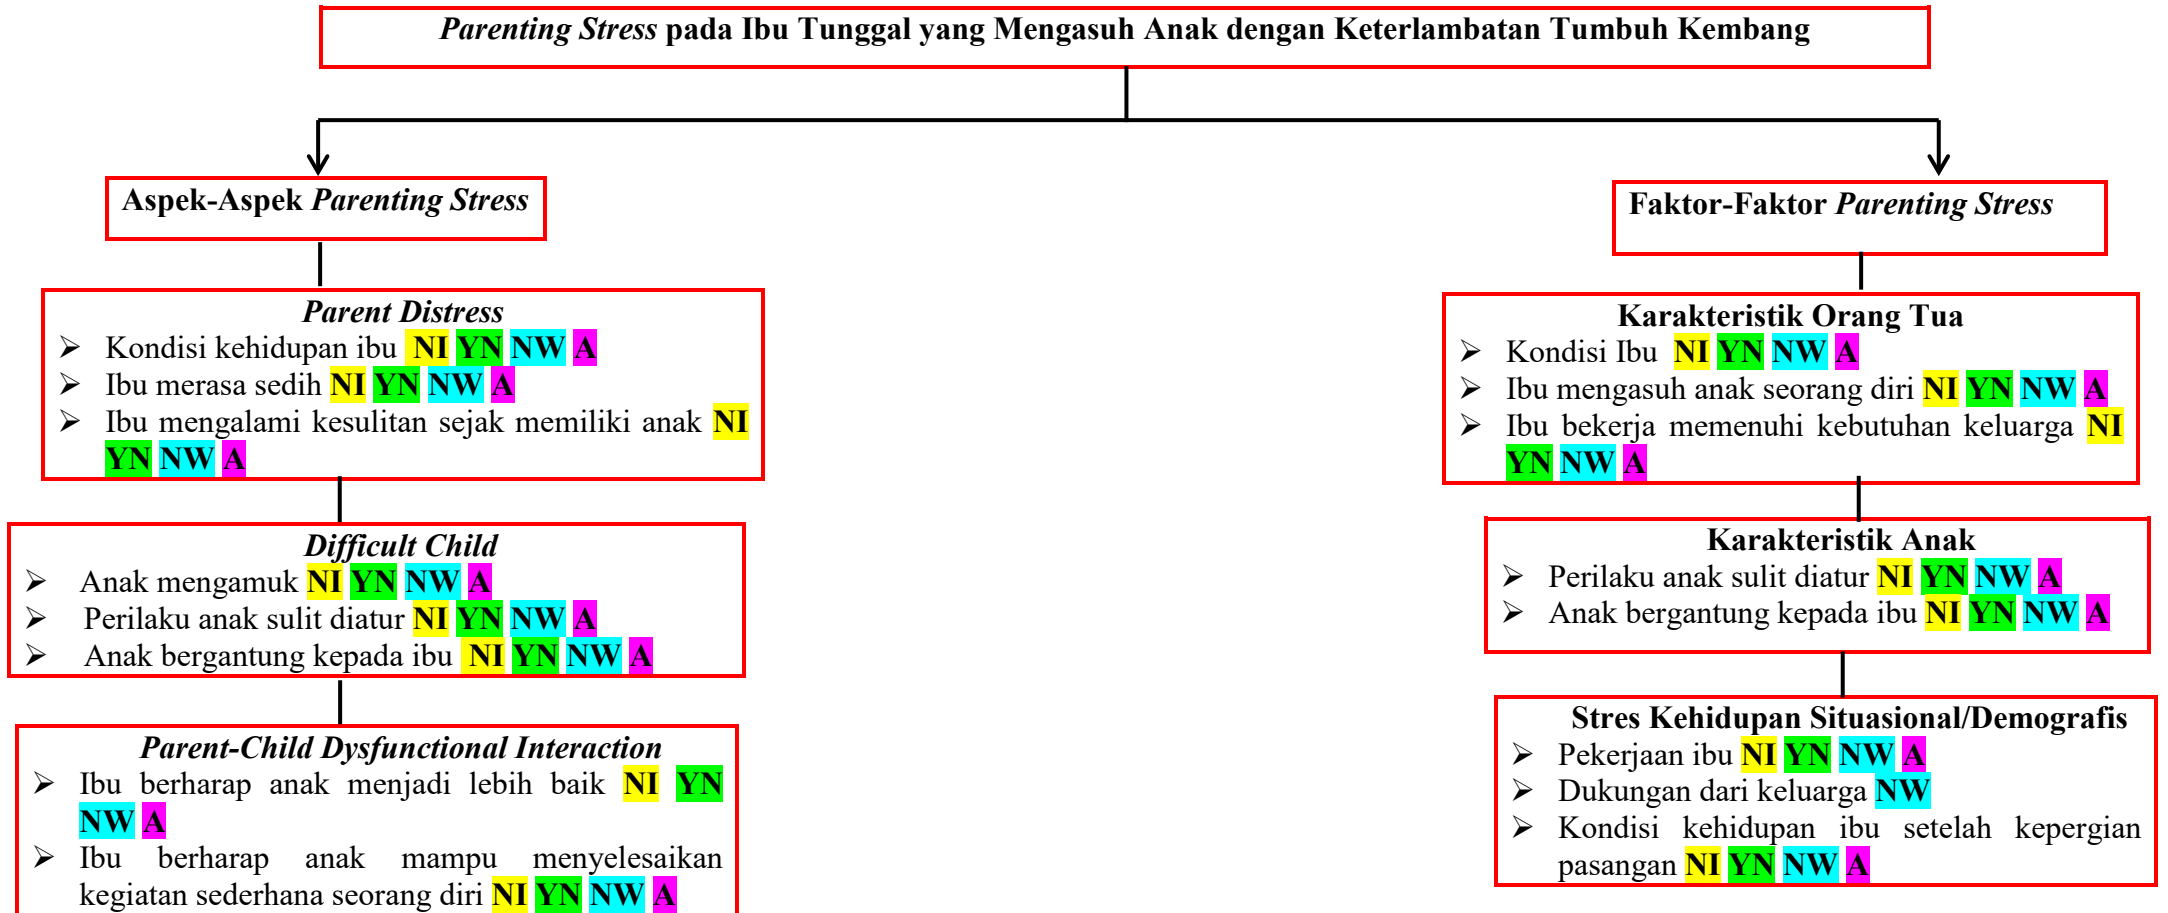 Parenting Stress pada Ibu Tunggal yang Mengasuh Anak dengan Keterlambatan Tumbuh Kembang
Aspek-Aspek Parenting Stress
Parent Distress
➢ Kondisi kehidupan ibu NI YN NW A
➢ Ibu merasa sedih NI YN NW A
➢ Ibu mengalami kesulitan sejak memiliki anak NI
YN NW A
Difficult Child
➢ Anak mengamuk NI YN NW A
➢ Perilaku anak sulit diatur NI YN NW A
➢ Anak bergantung kepada ibu NI YN NW A
Parent-Child Dysfunctional Interaction
➢ Ibu berharap anak menjadi lebih baik NI YN
NW A
➢ Ibu berharap anak mampu menyelesaikan
kegiatan sederhana seorang diri NI YN NW A
Faktor-Faktor Parenting Stress
Karakteristik Orang Tua
➢ Kondisi Ibu NI YN NW A
➢ Ibu mengasuh anak seorang diri NI YN NW A
➢ Ibu bekerja memenuhi kebutuhan keluarga NI
YN NW A
Karakteristik Anak
➢ Perilaku anak sulit diatur NI YN NW A
➢ Anak bergantung kepada ibu NI YN NW A
Stres Kehidupan Situasional/Demografis
➢ Pekerjaan ibu NI YN NW A
➢ Dukungan dari keluarga NW
➢ Kondisi kehidupan ibu setelah kepergian
pasangan NI YN NW A